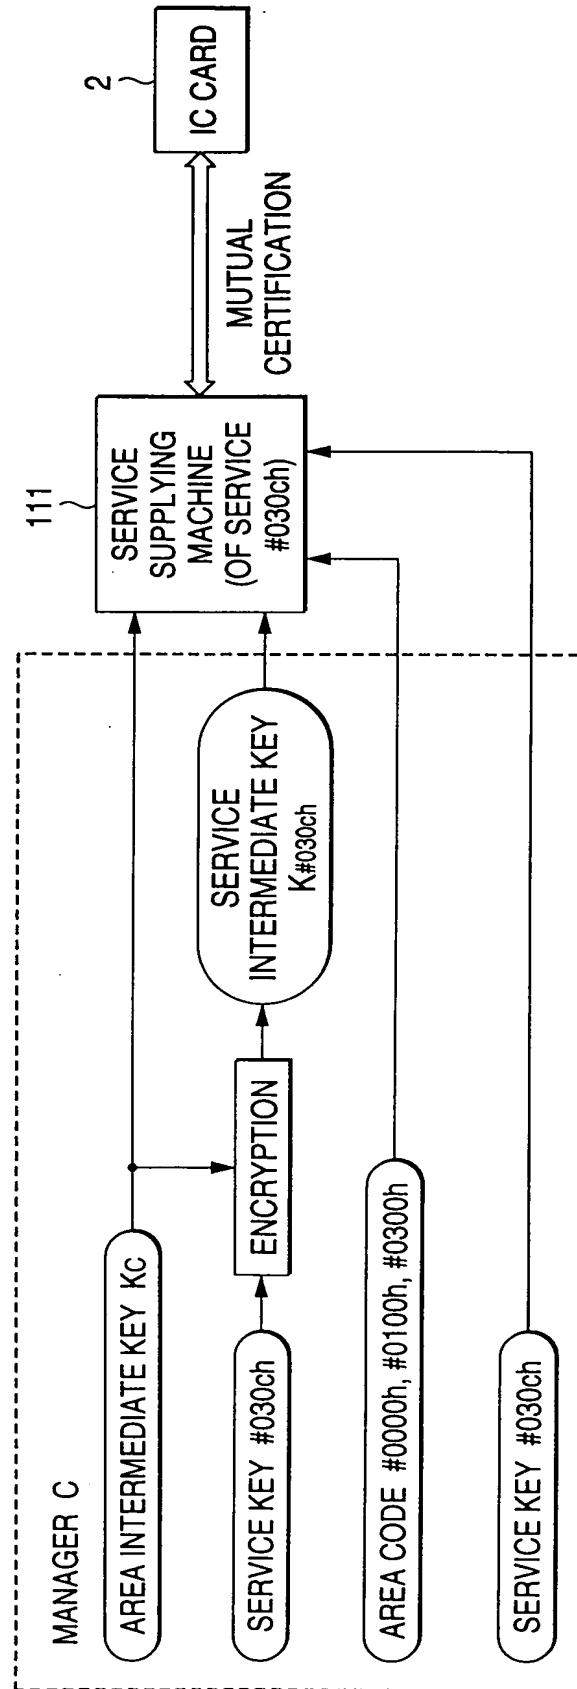 MANAGER C
AREA INTERMEDIATE KEY Kc
SERVICE KEY #030ch
ENCRYPTION
SERVICE
INTERMEDIATE KEY
K#030ch
AREA CODE #0000h, #0100h, #0300h
SERVICE KEY #030ch
111
SERVICE
SUPPLYING
MACHINE
(OF SERVICE
#030ch)
MUTUAL
CERTIFICATION
2
IC CARD